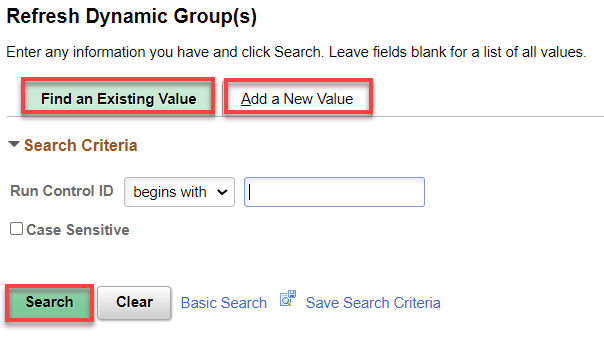 Refresh Dynamic Group(s)
Enter any information you have and click Search. Leave fields blank for a list of all values.
Find an Existing Value Add a New Value
Search Criteria
Run Control ID begins with
Case Sensitive
Search Clear Basic Search Save Search Criteria